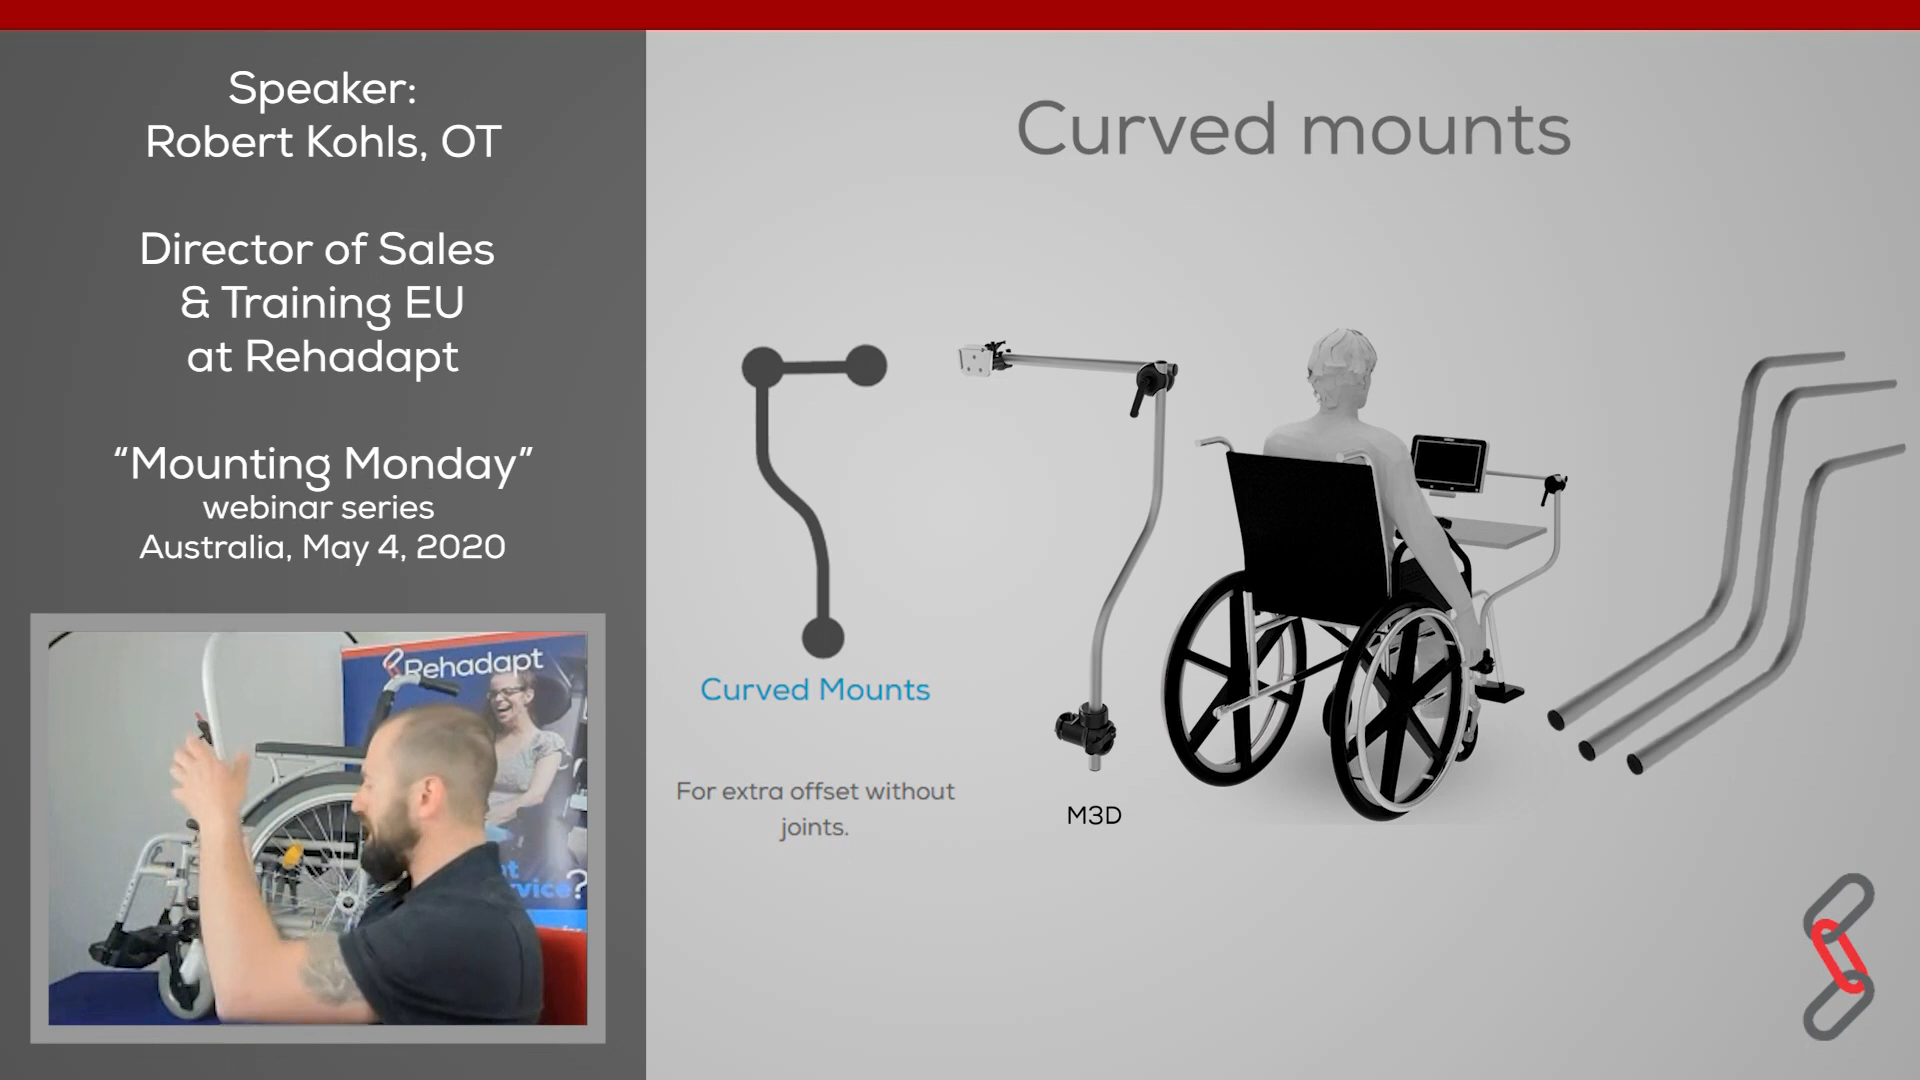 Speaker:
Robert Kohls, OT
Director of Sales
& Training EU
at Rehadapt
“Mounting Monday”
webinar series
Australia, May 4, 2020
Rehadapt
vice?
Curved mounts
Curved Mounts
For extra offset without
joints.
M3D